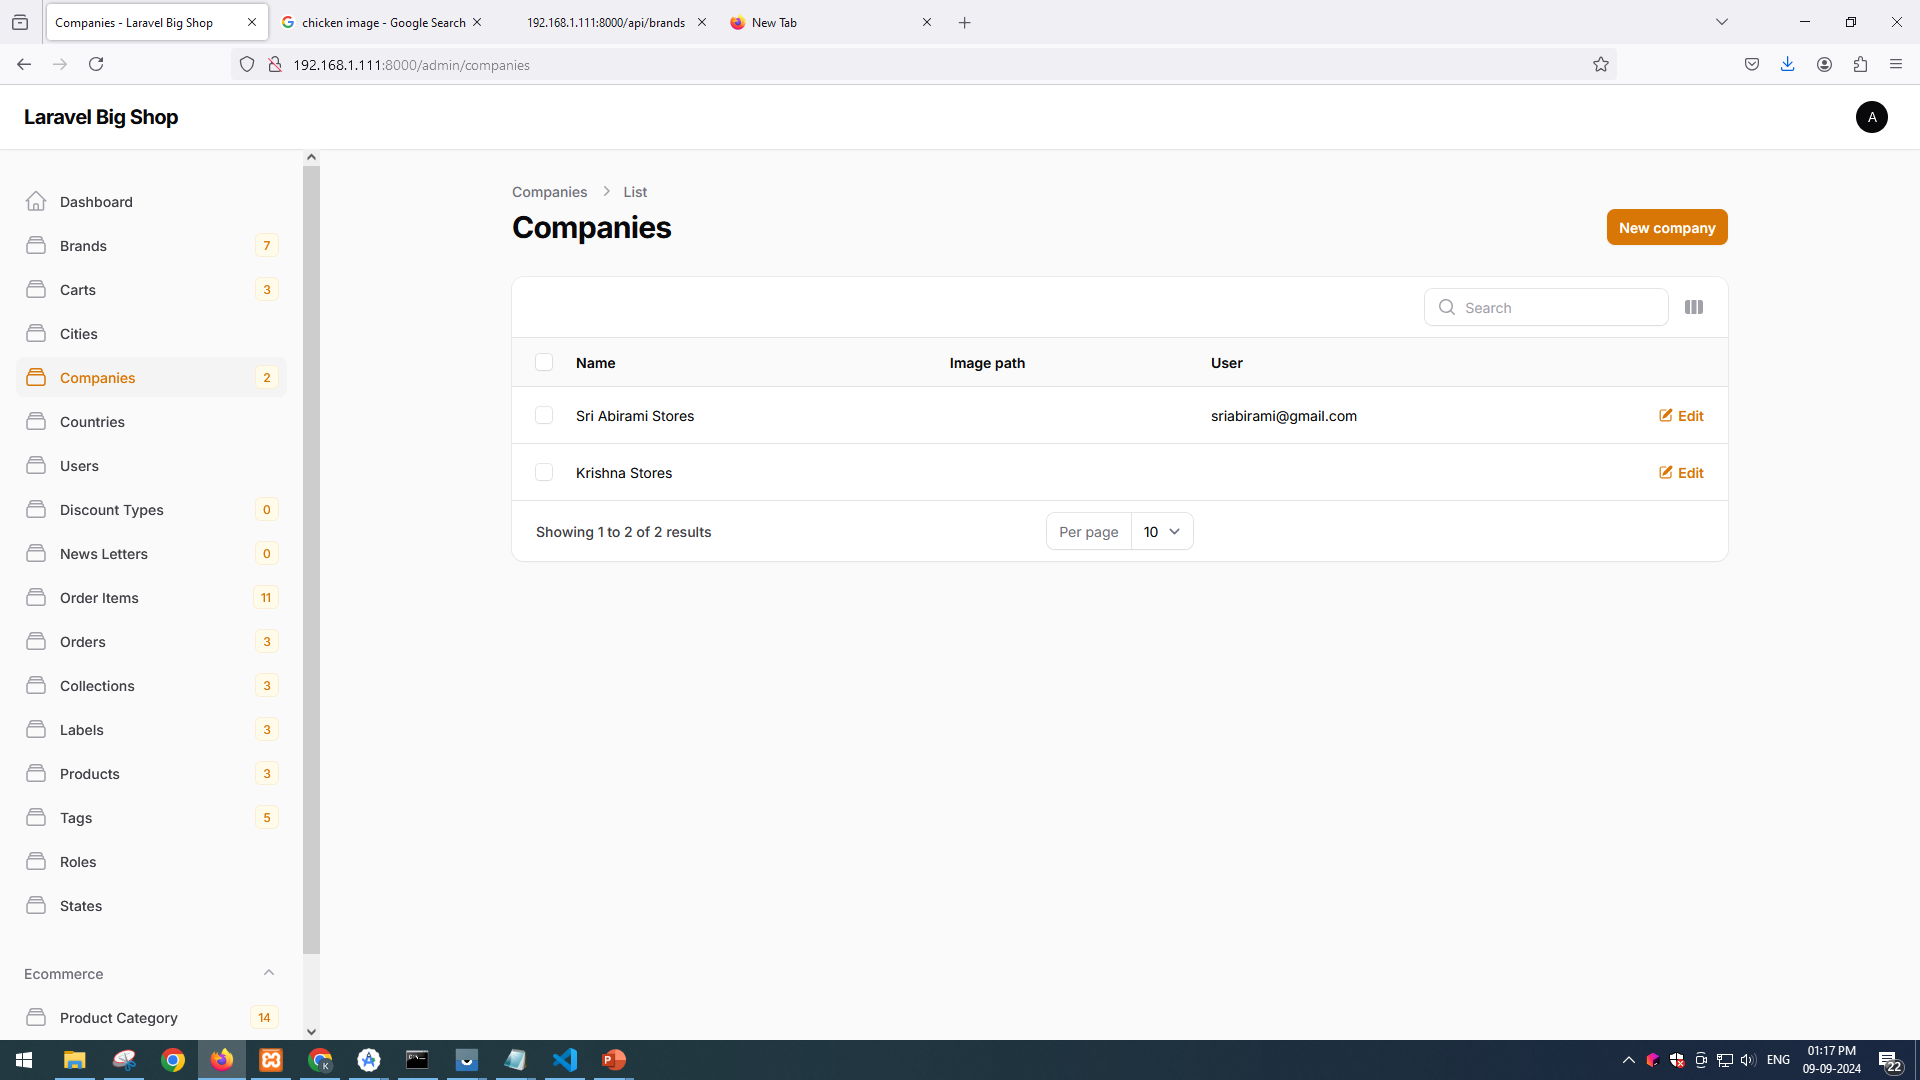 Companies - Laravel Big Shop
chicken image - Google Search
192.168.1.111:8000/api/brands
New Tab
192.168.1.111:8000/admin/companies
Laravel Big Shop
A
Dashboard
Brands 7
Carts 3
Cities
Companies 2
Countries
Users
Discount Types 0
News Letters 0
Order Items 11
Orders 3
Collections 3
Labels 3
Products 3
Tags 5
Roles
States
Ecommerce
Product Category 14
Companies > List
Companies
New company
Search
Name Image path User
Sri Abirami Stores sriabirami@gmail.com Edit
Krishna Stores Edit
Showing 1 to 2 of 2 results
Per page 10
ENG
01:17 PM
09-09-2024
22